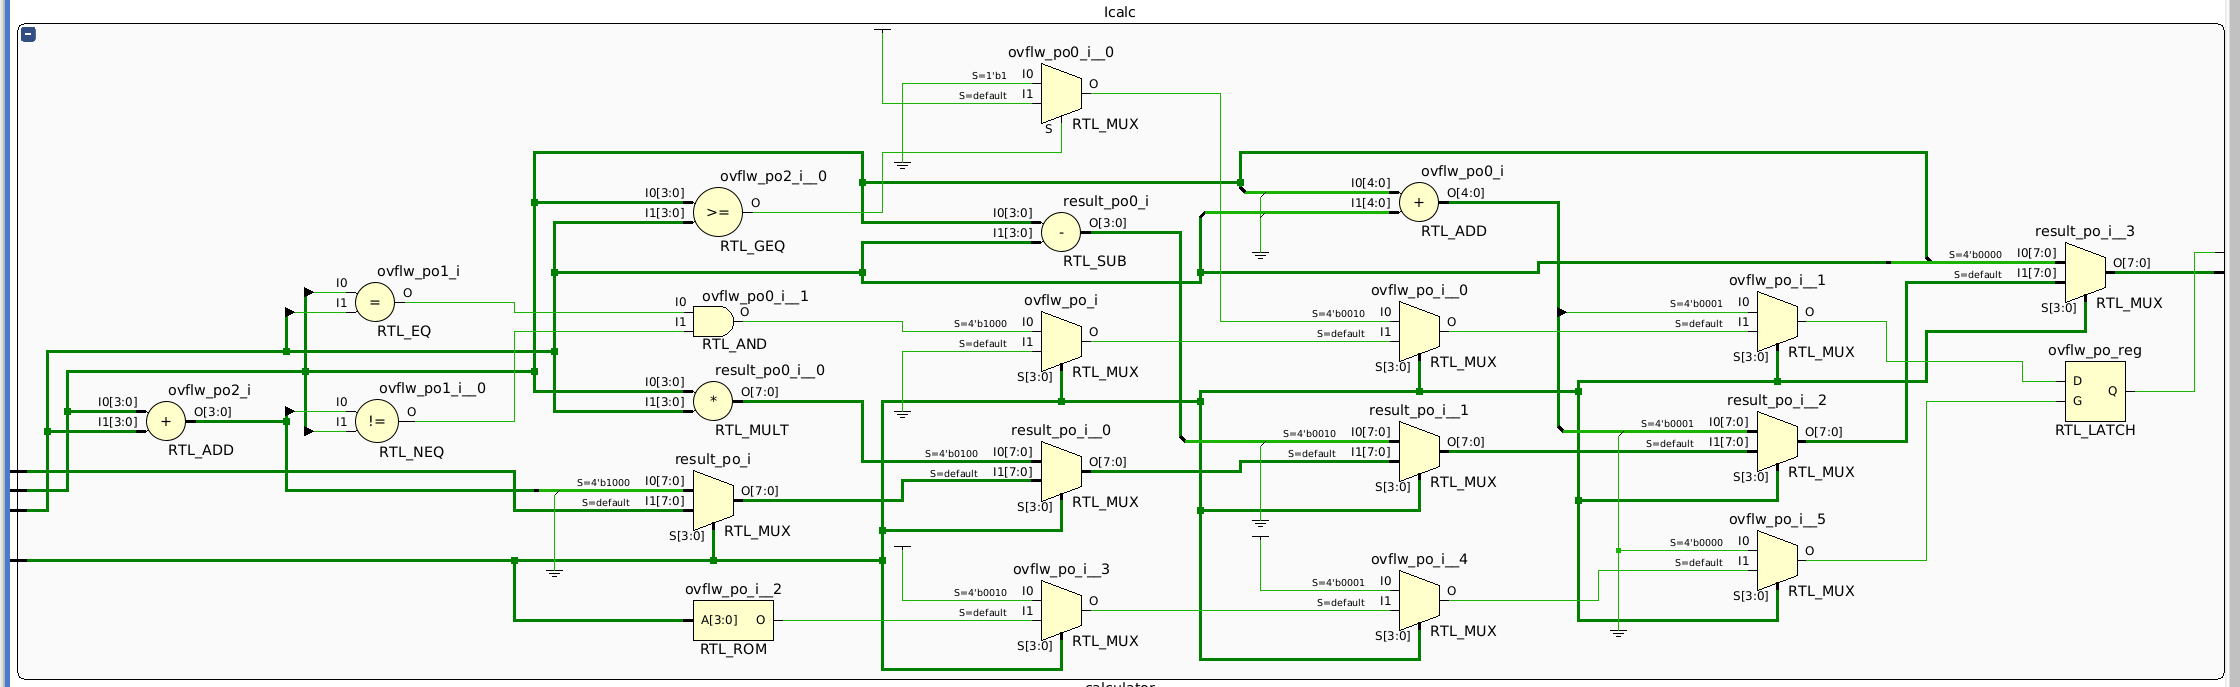 Icalc
ovflw_po0_i__0
S=1'b1 I0 O
S=default I1
S RTL_MUX
ovflw_po2_i__0
I0[3:0]
I1[3:0]
>= O
RTL_GEQ
result_po0_i
I0[3:0]
I1[3:0]
- O[3:0]
RTL_SUB
ovflw_po0_i
I0[4:0]
I1[4:0]
+ O[4:0]
RTL_ADD
result_po_i__3
S=4'b0000 I0[7:0]
S=default I1[7:0]
O[7:0]
S[3:0] RTL_MUX
ovflw_po1_i
I0
I1
= O
RTL_EQ
ovflw_po0_i__1
I0
I1
O
RTL_AND
ovflw_po_i
S=4'b1000 I0
S=default I1
O
S[3:0] RTL_MUX
ovflw_po_i__0
S=4'b0010 I0
S=default I1
O
S[3:0] RTL_MUX
ovflw_po_i__1
S=4'b0001 I0
S=default I1
O
S[3:0] RTL_MUX
ovflw_po_reg
D
G
Q
RTL_LATCH
ovflw_po2_i
I0[3:0]
I1[3:0]
+ O[3:0]
RTL_ADD
ovflw_po1_i__0
I0
I1
!= O
RTL_NEQ
result_po0_i__0
I0[3:0]
I1[3:0]
* O[7:0]
RTL_MULT
result_po_i__1
S=4'b0010 I0[7:0]
S=default I1[7:0]
O[7:0]
S[3:0] RTL_MUX
result_po_i__2
S=4'b0001 I0[7:0]
S=default I1[7:0]
O[7:0]
S[3:0] RTL_MUX
result_po_i
S=4'b1000 I0[7:0]
S=default I1[7:0]
O[7:0]
S[3:0] RTL_MUX
result_po_i__0
S=4'b0100 I0[7:0]
S=default I1[7:0]
O[7:0]
S[3:0] RTL_MUX
ovflw_po_i__2
A[3:0] O
RTL_ROM
ovflw_po_i__3
S=4'b0010 I0
S=default I1
O
S[3:0] RTL_MUX
ovflw_po_i__4
S=4'b0001 I0
S=default I1
O
S[3:0] RTL_MUX
ovflw_po_i__5
S=4'b0000 I0
S=default I1
O
S[3:0] RTL_MUX
calculator